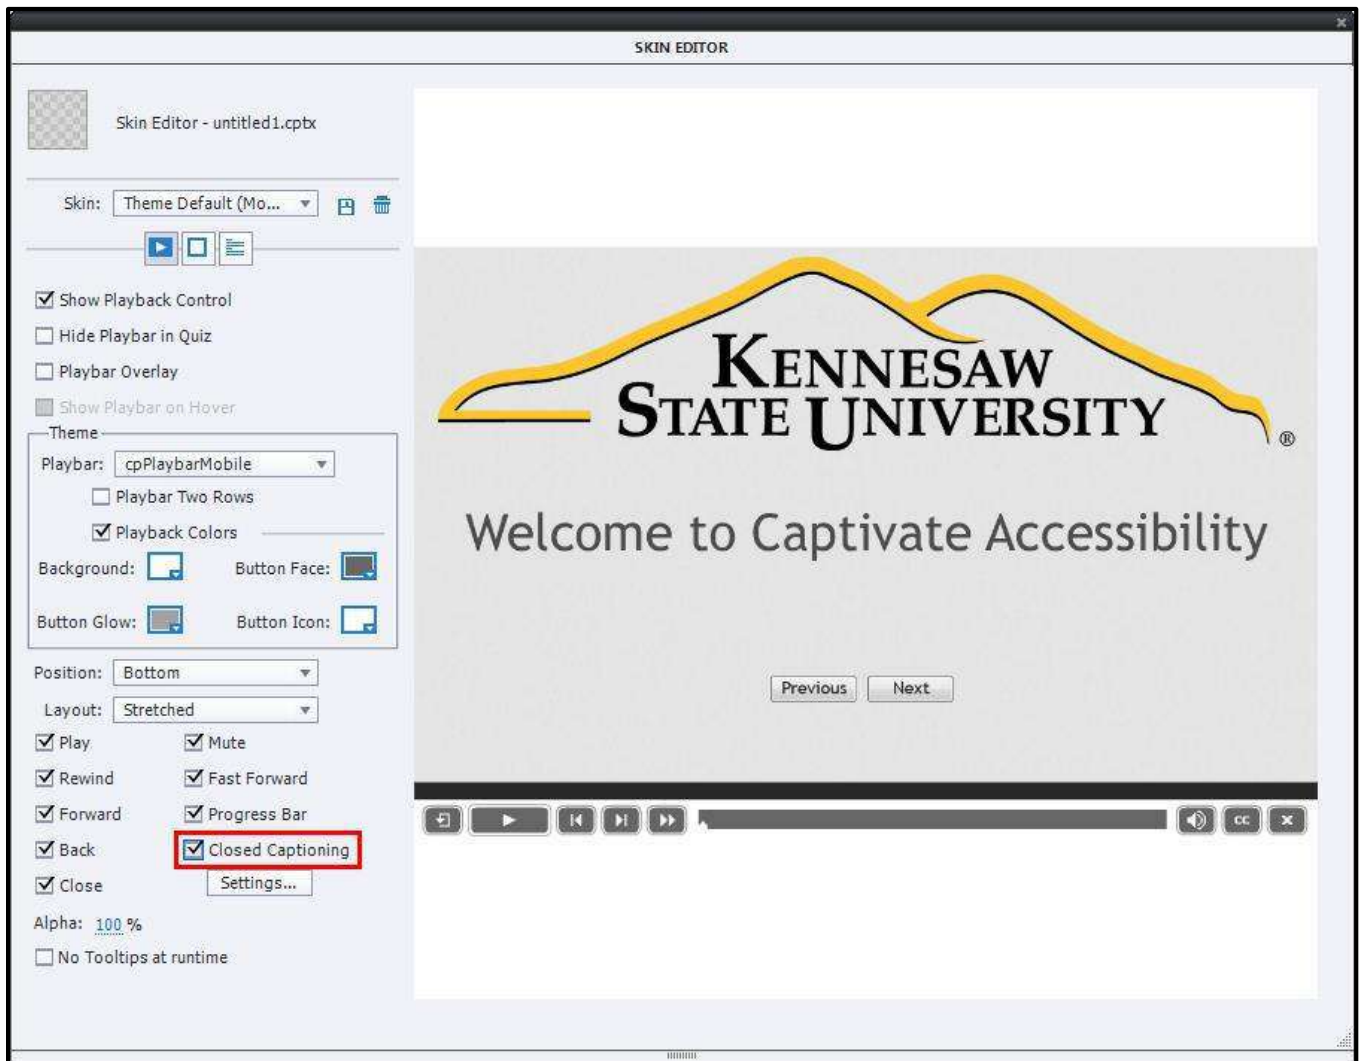 SKIN EDITOR
Skin Editor - untitled1.cptx
Skin: Theme Default (Mo...
Show Playback Control
Hide Playbar in Quiz
Playbar Overlay
Show Playbar on Hover
Theme
Playbar: cpPlaybarMobile
Playbar Two Rows
Playback Colors
Background: Button Face:
Button Glow: Button Icon:
Position: Bottom
Layout: Stretched
Play Mute
Rewind Fast Forward
Forward Progress Bar
Back Closed Captioning
Close Settings...
Alpha: 100 %
No Tooltips at runtime
KENNESAW
STATE UNIVERSITY ®
Welcome to Captivate Accessibility
Previous Next
CC